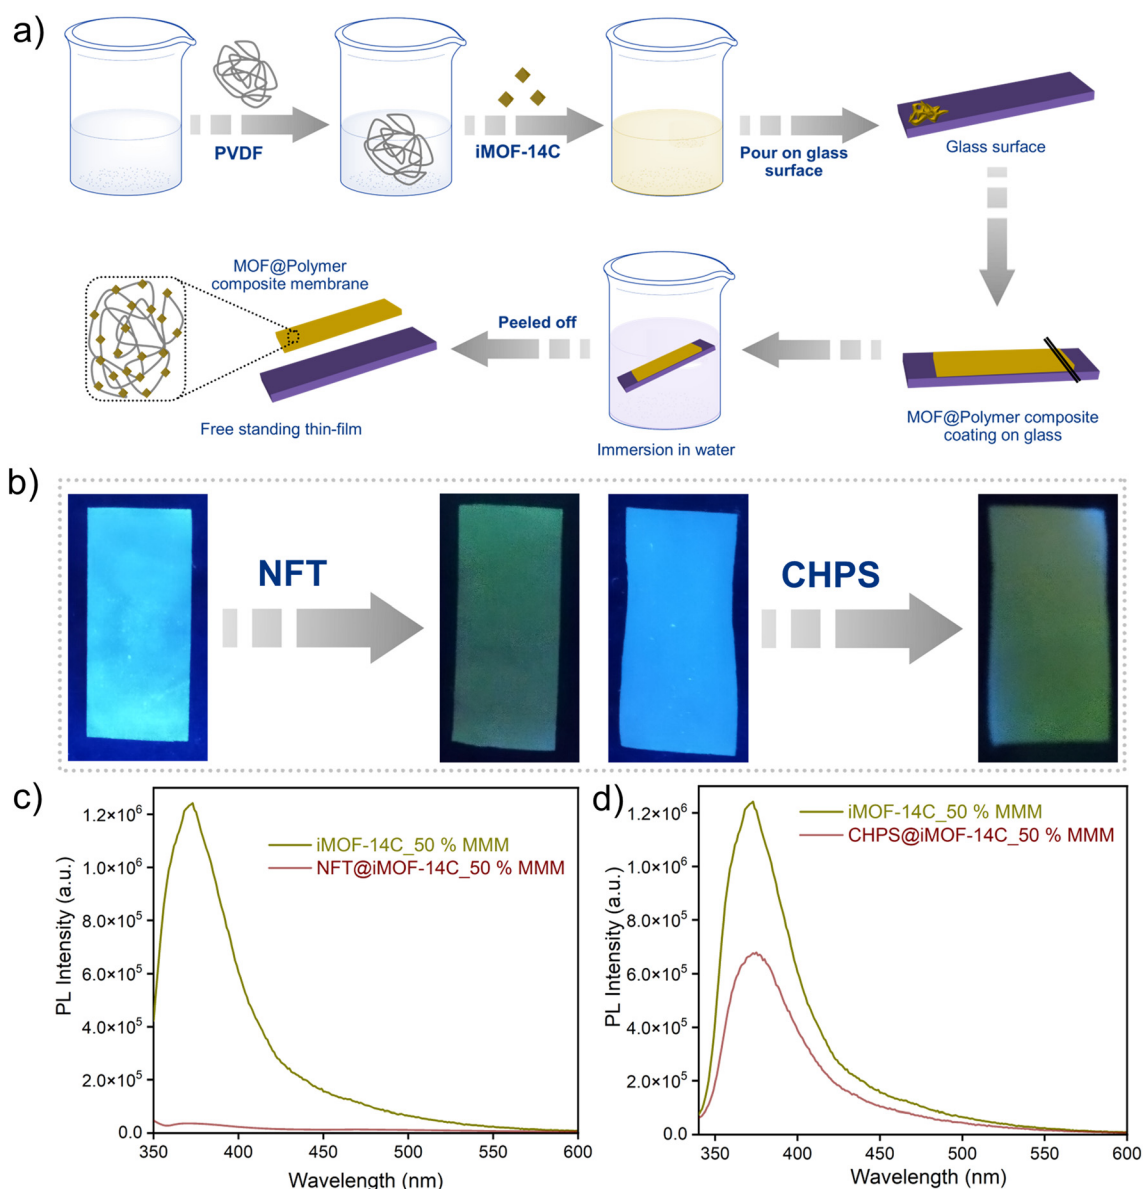 a)
PVDF
iMOF-14C
Pour on glass
surface
Glass surface
MOF@Polymer
composite membrane
Peeled off
Free standing thin-film
Immersion in water
MOF@Polymer composite
coating on glass
b)
NFT
CHPS
c)
1.2×10⁶
1.0×10⁶
8.0×10⁵
6.0×10⁵
4.0×10⁵
2.0×10⁵
0.0
PL Intensity (a.u.)
iMOF-14C_50 % MMM
NFT@iMOF-14C_50 % MMM
350 400 450 500 550 600
Wavelength (nm)
d)
1.2×10⁶
1.0×10⁶
8.0×10⁵
6.0×10⁵
4.0×10⁵
2.0×10⁵
0.0
PL Intensity (a.u.)
iMOF-14C_50 % MMM
CHPS@iMOF-14C_50 % MMM
350 400 450 500 550 600
Wavelength (nm)